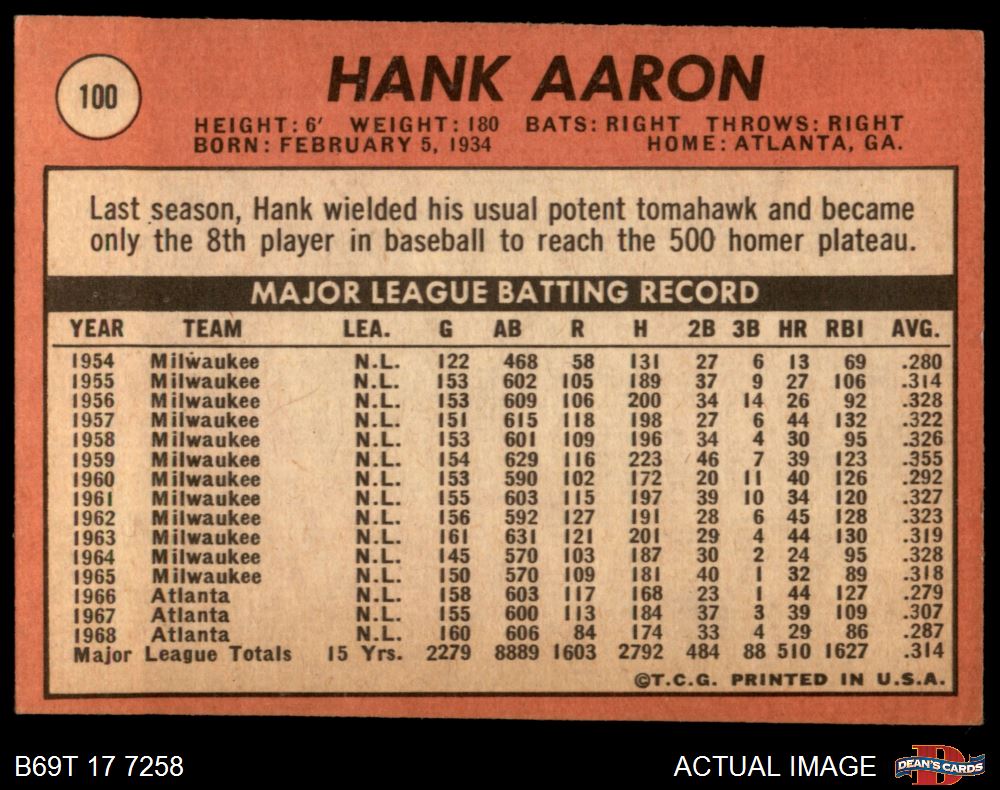 100
HANK AARON
HEIGHT: 6' WEIGHT: 180 BATS: RIGHT THROWS: RIGHT
BORN: FEBRUARY 5, 1934 HOME: ATLANTA, GA.
Last season, Hank wielded his usual potent tomahawk and became
only the 8th player in baseball to reach the 500 homer plateau.
MAJOR LEAGUE BATTING RECORD
YEAR TEAM LEA. G AB R H 2B 3B HR RBI AVG.
1954 Milwaukee N.L. 122 468 58 131 27 6 13 69 .280
1955 Milwaukee N.L. 153 602 105 189 37 9 27 106 .314
1956 Milwaukee N.L. 153 609 106 200 34 14 26 92 .328
1957 Milwaukee N.L. 151 615 118 198 27 6 44 132 .322
1958 Milwaukee N.L. 153 601 109 196 34 4 30 95 .326
1959 Milwaukee N.L. 154 629 116 223 46 7 39 123 .355
1960 Milwaukee N.L. 153 590 102 172 20 11 40 126 .292
1961 Milwaukee N.L. 155 603 115 197 39 10 34 120 .327
1962 Milwaukee N.L. 156 592 127 191 28 6 45 128 .323
1963 Milwaukee N.L. 161 631 121 201 29 4 44 130 .319
1964 Milwaukee N.L. 145 570 103 187 30 2 24 95 .328
1965 Milwaukee N.L. 150 570 109 181 40 1 32 89 .318
1966 Atlanta N.L. 158 603 117 168 23 1 44 127 .279
1967 Atlanta N.L. 155 600 113 184 37 3 39 109 .307
1968 Atlanta N.L. 160 606 84 174 33 4 29 86 .287
Major League Totals 15 Yrs. 2279 8889 1603 2792 484 88 510 1627 .314
©T.C.G. PRINTED IN U.S.A.
B69T 17 7258 ACTUAL IMAGE D DEAN'S CARDS